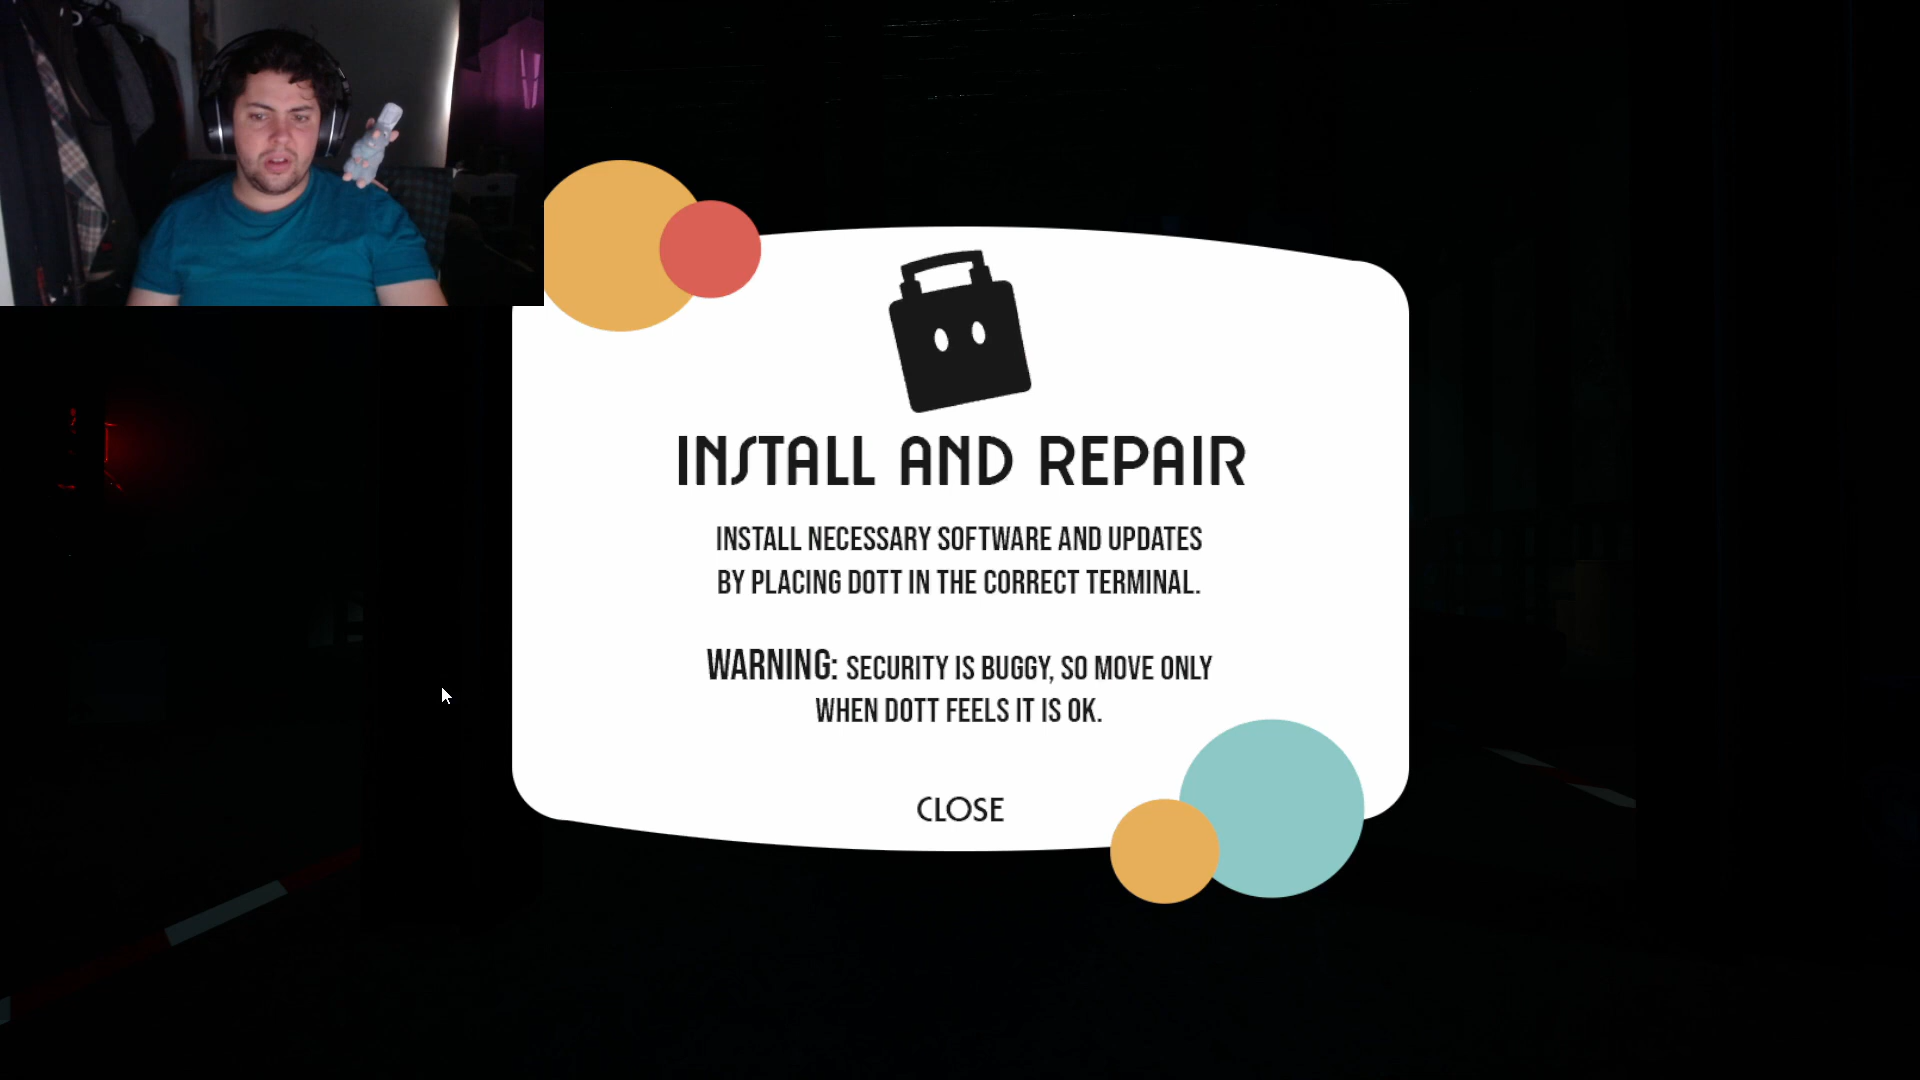 INSTALL AND REPAIR
INSTALL NECESSARY SOFTWARE AND UPDATES
BY PLACING DOTT IN THE CORRECT TERMINAL.
WARNING: SECURITY IS BUGGY, SO MOVE ONLY
WHEN DOTT FEELS IT IS OK.
CLOSE